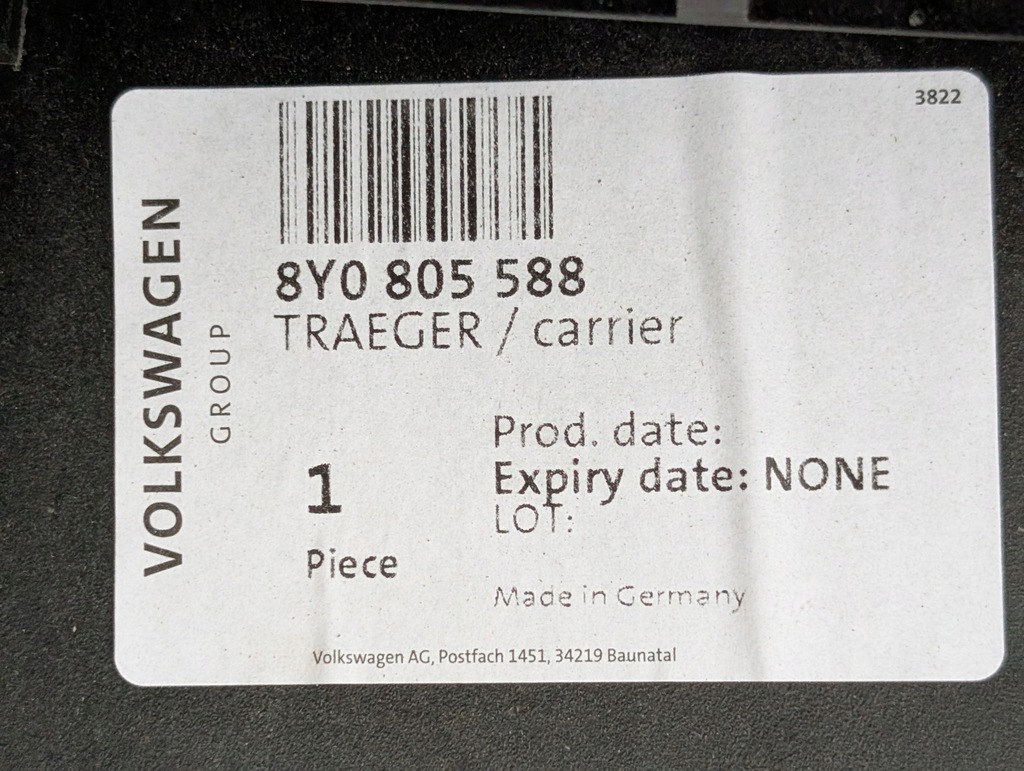 3822
VOLKSWAGEN
GROUP
8Y0 805 588
TRAEGER / carrier
1
Piece
Prod. date:
Expiry date: NONE
LOT:
Made in Germany
Volkswagen AG, Postfach 1451, 34219 Baunatal